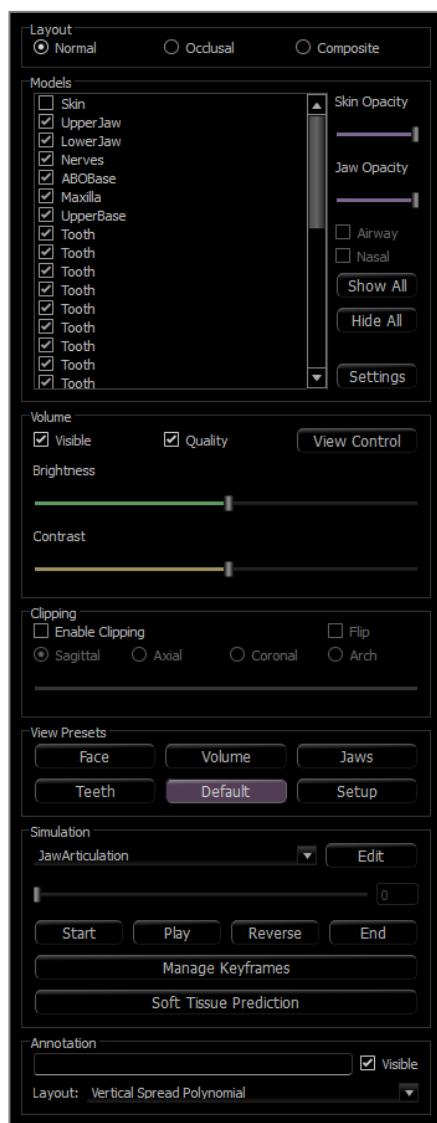 Layout
Normal Occlusal Composite
Models
Skin
UpperJaw
LowerJaw
Nerves
ABOBase
Maxilla
UpperBase
Tooth
Tooth
Tooth
Tooth
Tooth
Tooth
Tooth
Tooth
Tooth
Skin Opacity
Jaw Opacity
Airway
Nasal
Show All
Hide All
Settings
Volume
Visible Quality View Control
Brightness
Contrast
Clipping
Enable Clipping Flip
Sagittal Axial Coronal Arch
View Presets
Face Volume Jaws
Teeth Default Setup
Simulation
JawArticulation Edit
0
Start Play Reverse End
Manage Keyframes
Soft Tissue Prediction
Annotation
Visible
Layout: Vertical Spread Polynomial